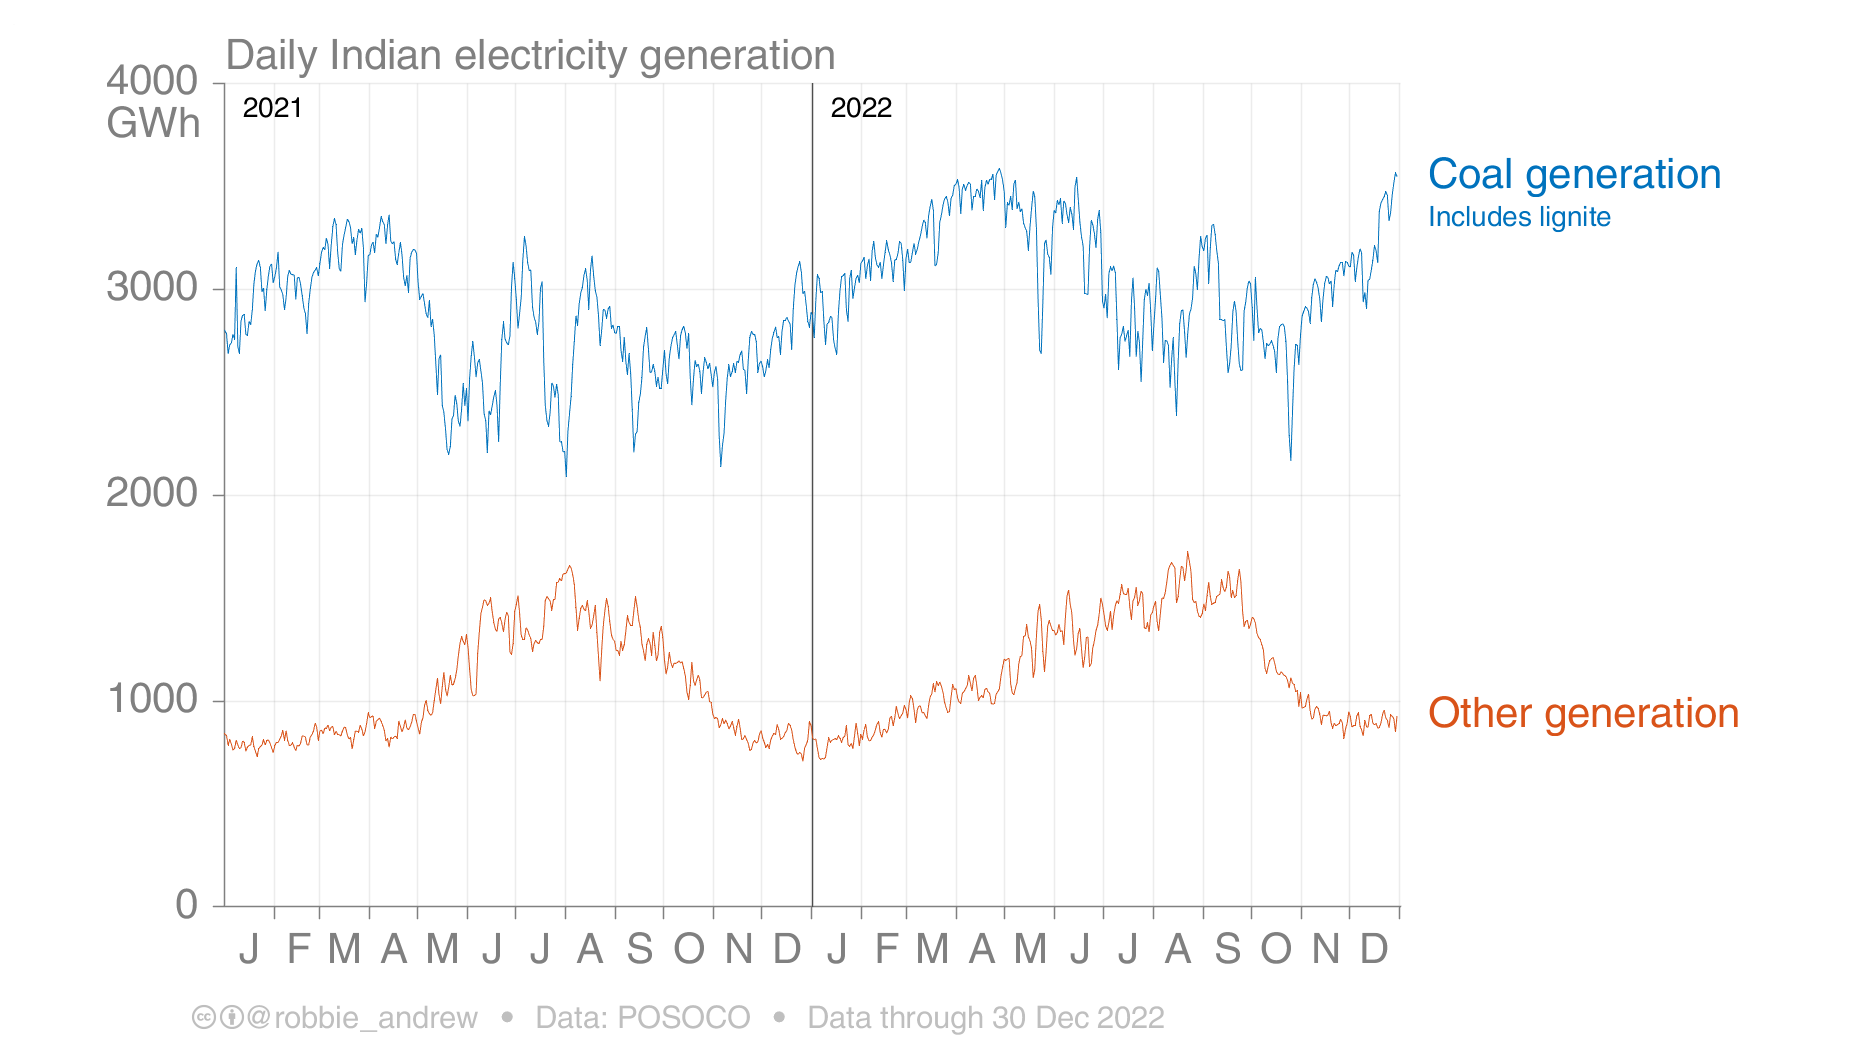 Daily Indian electricity generation
4000
GWh
2021
2022
Coal generation
Includes lignite
3000
2000
1000
Other generation
0
J F M A M J J A S O N D J F M A M J J A S O N D
@robbie_andrew • Data: POSOCO • Data through 30 Dec 2022